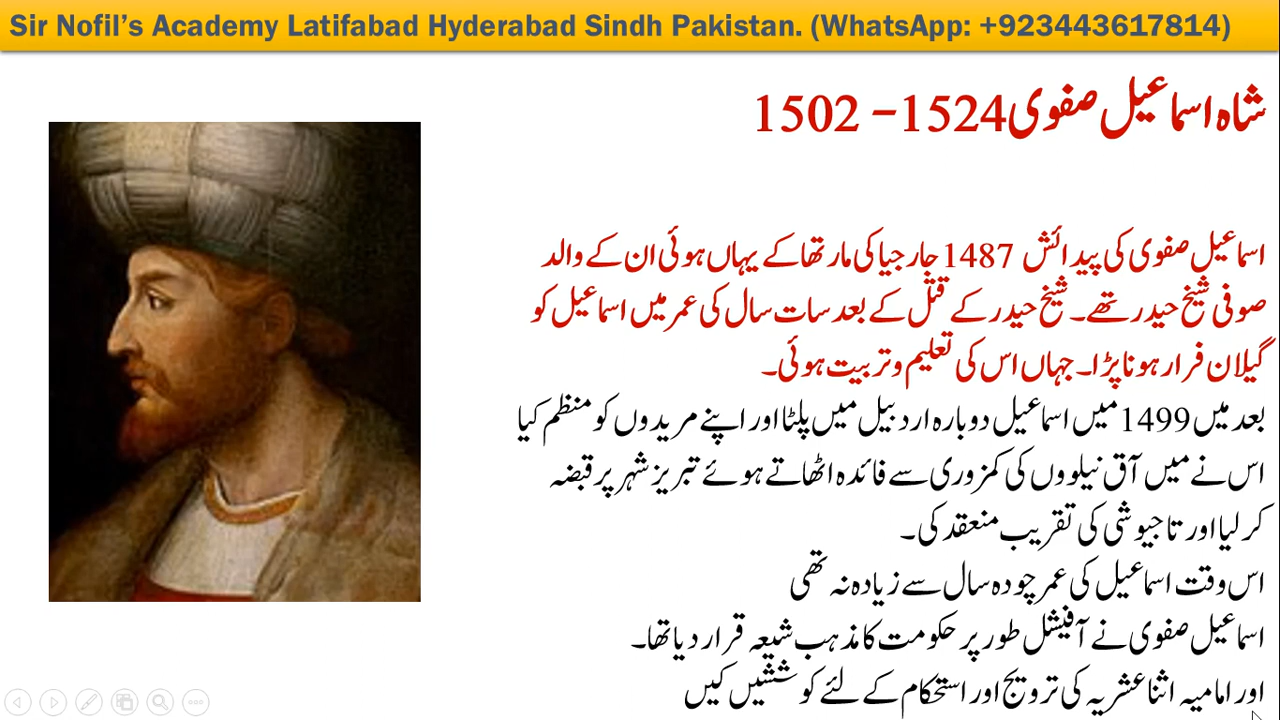 Sir Nofil's Academy Latifabad Hyderabad Sindh Pakistan. (WhatsApp: +923443617814)
شاہ اسماعیل صفوی1524– 1502
اسماعیل صفوی کی پیدائش 1487 جارجیا کی مارتھا کے یہاں ہوئی ان کے والد
صوفی شیخ حیدر تھے۔ شیخ حیدر کے قتل کے بعد سات سال کی عمر میں اسماعیل کو
گیلان فرار ہونا پڑا۔ جہاں اس کی تعلیم و تربیت ہوئی۔
بعد میں 1499 میں اسماعیل دوبارہ اردبیل میں پلٹا اور اپنے مریدوں کو منظم کیا
اس نے میں آق نیلووں کی کمزوری سے فائدہ اٹھاتے ہوئے تبریز شہر پر قبضہ
کر لیا اور تاجپوشی کی تقریب منعقد کی۔
اس وقت اسماعیل کی عمر چودہ سال سے زیادہ نہ تھی
اسماعیل صفوی نے آفیشل طور پر حکومت کا مذہب شیعہ قرار دیا تھا۔
اور امامیہ اثنا عشریہ کی ترویج اور استحکام کے لئے کوششیں کیں